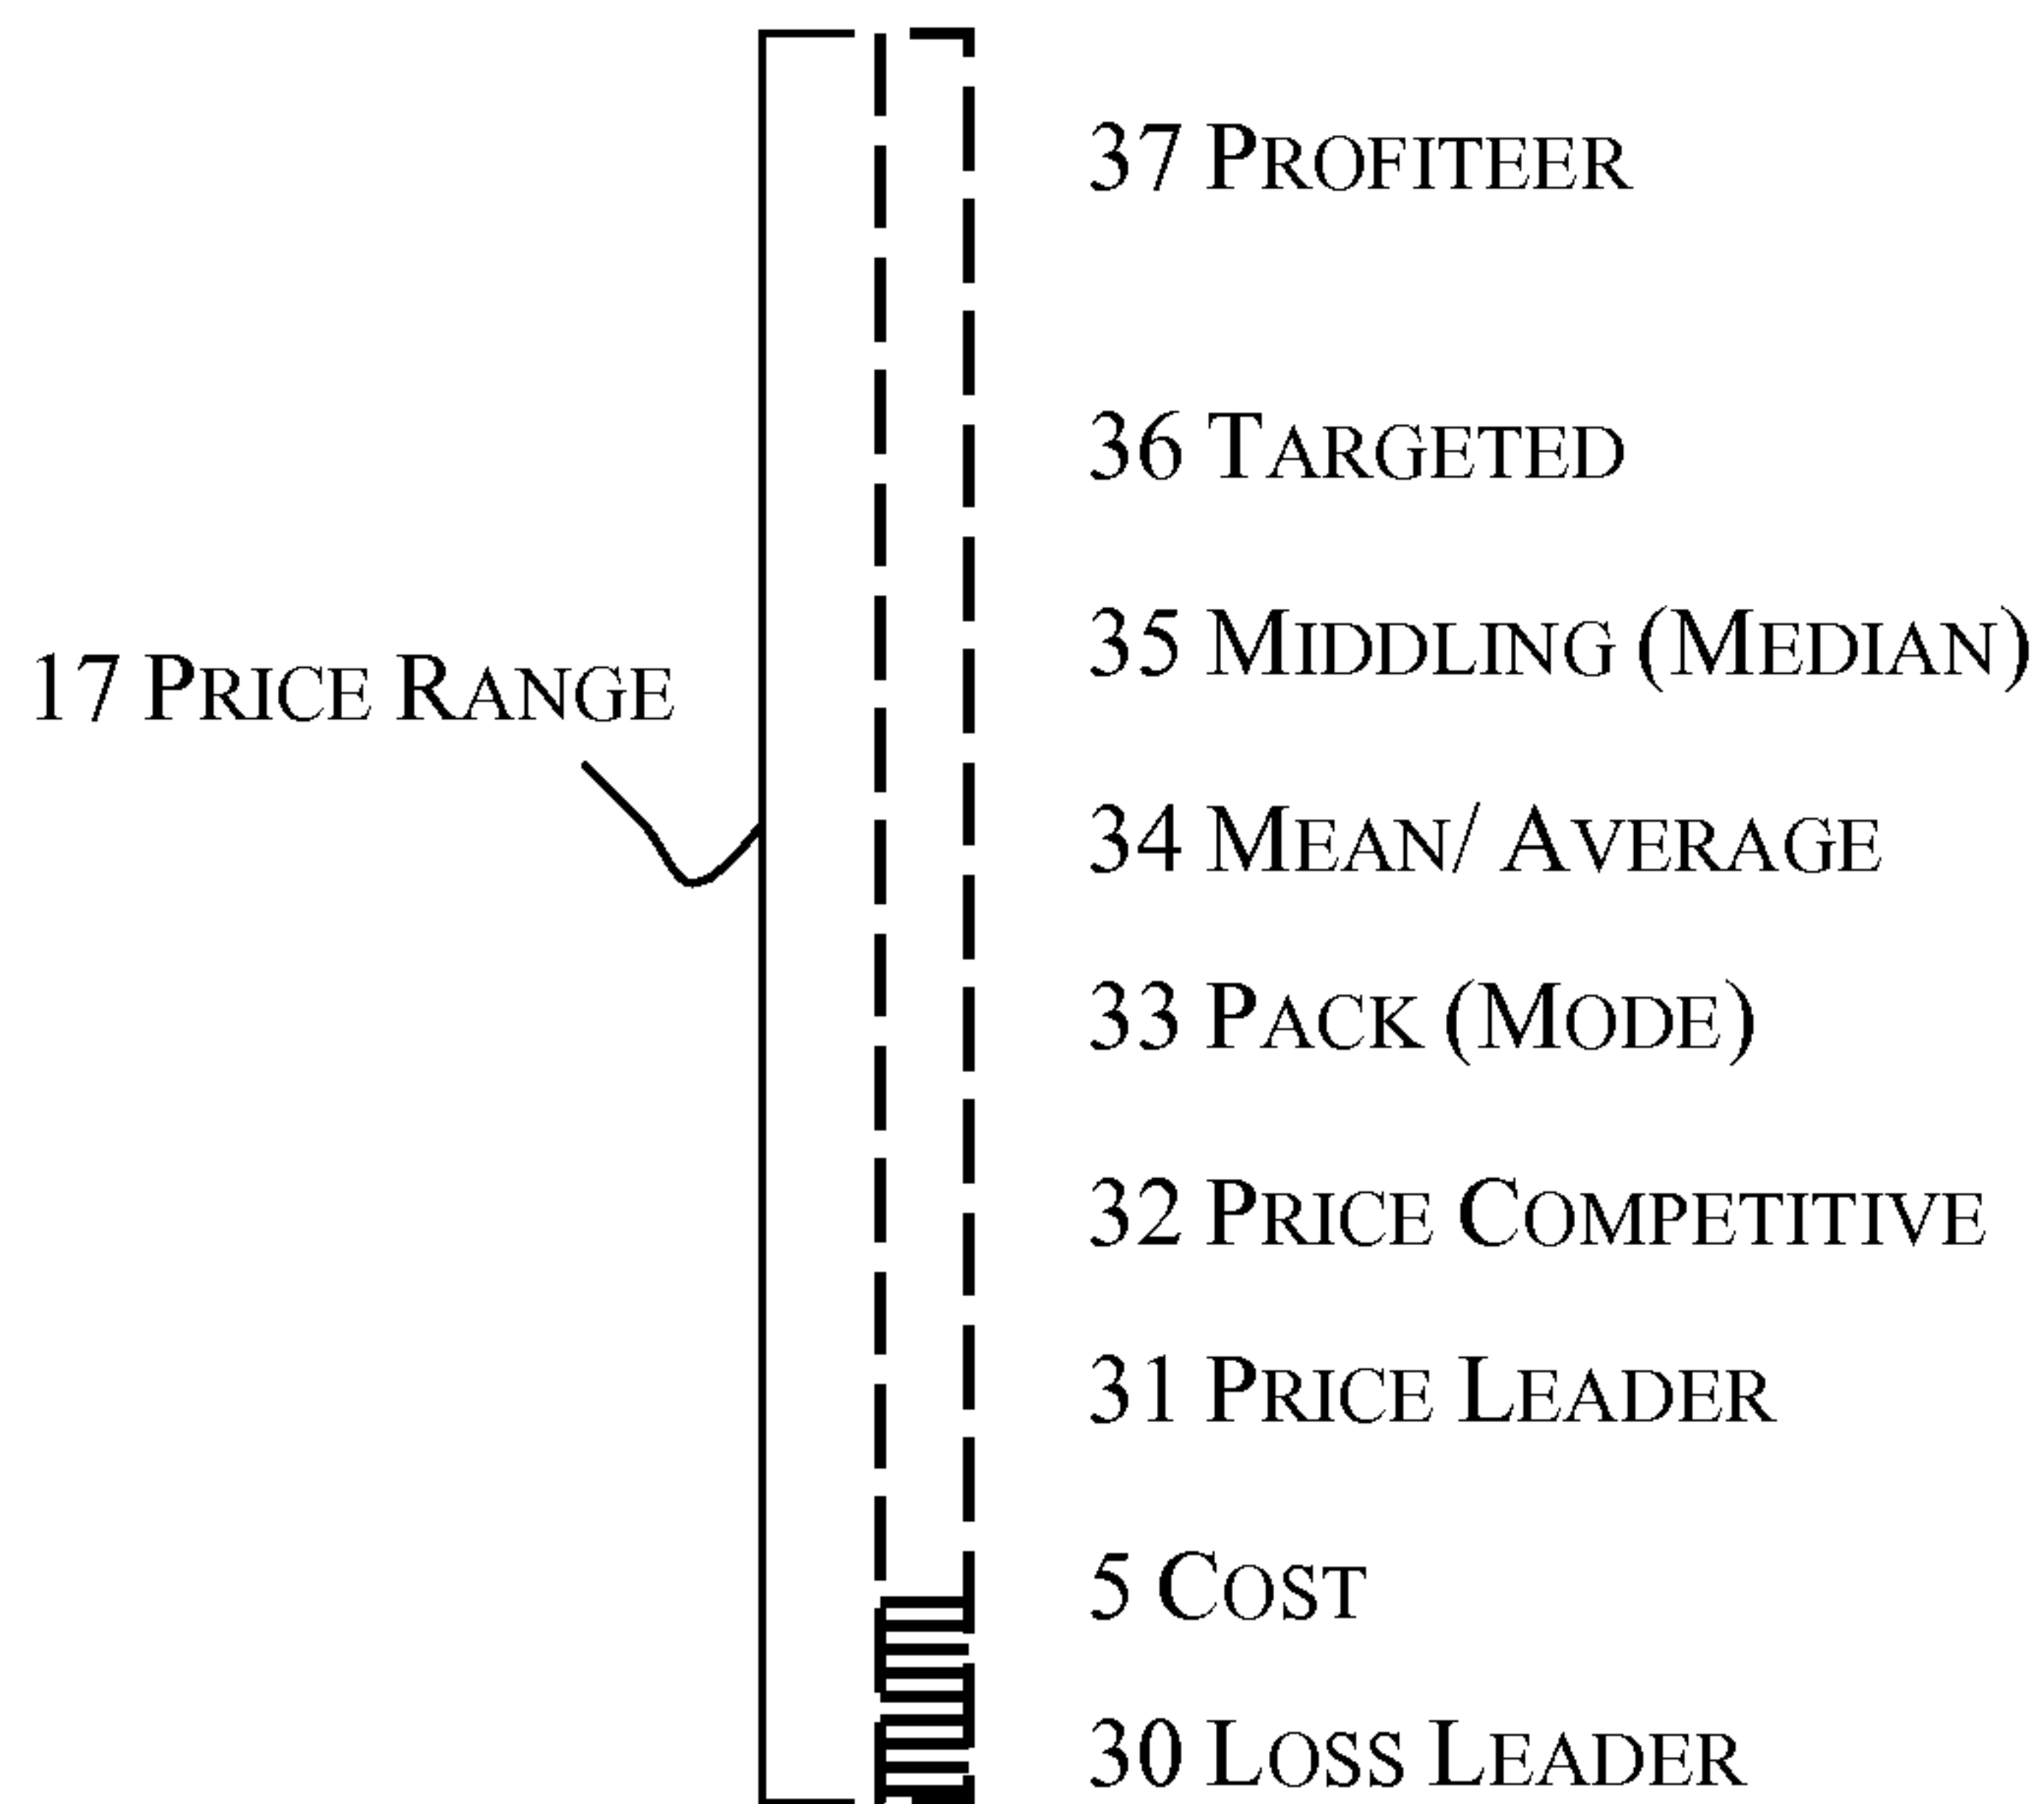 37 PROFITEER
36 TARGETED
35 MIDDLING (MEDIAN)
17 PRICE RANGE
34 MEAN/ AVERAGE
33 PACK (MODE)
32 PRICE COMPETITIVE
31 PRICE LEADER
5 COST
30 LOSS LEADER